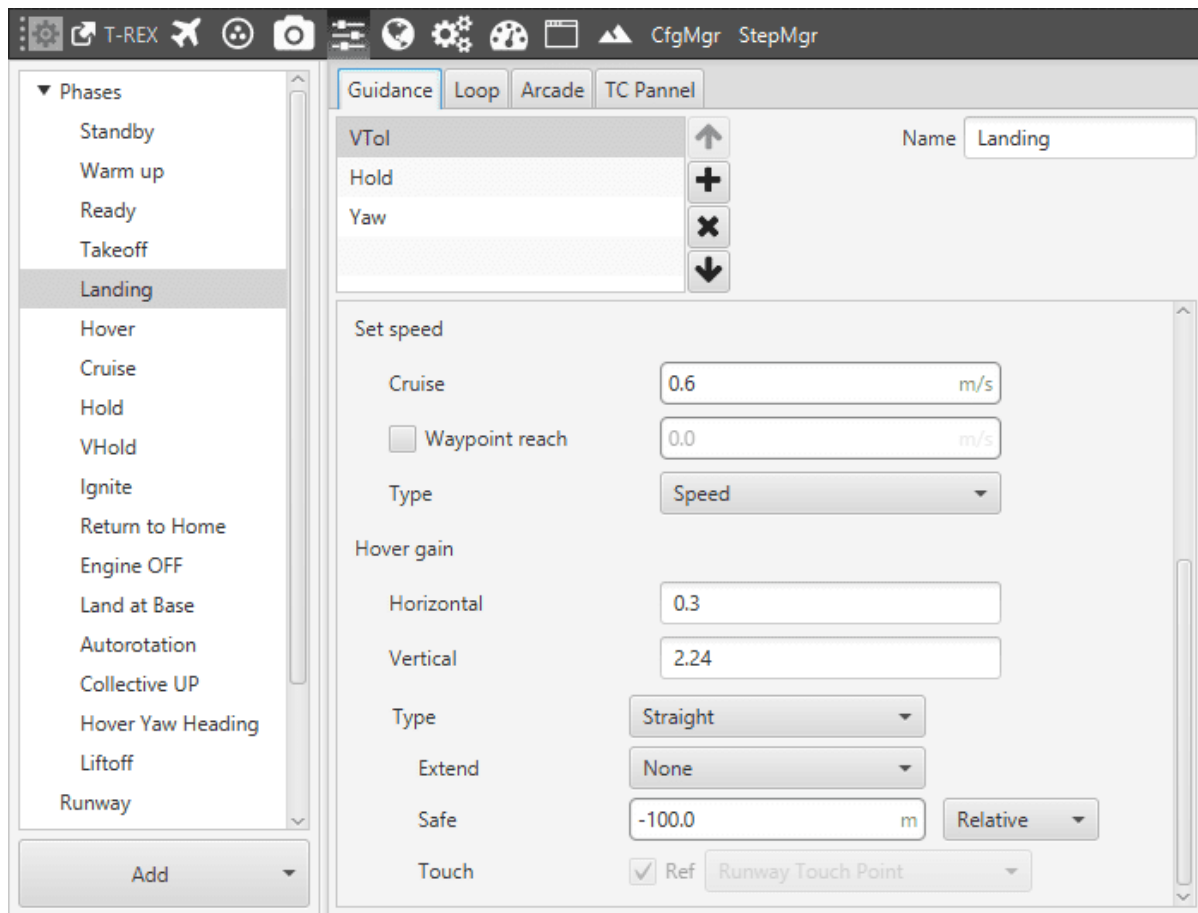 T-REX CfgMgr StepMgr
Phases
Standby
Warm up
Ready
Takeoff
Landing
Hover
Cruise
Hold
VHold
Ignite
Return to Home
Engine OFF
Land at Base
Autorotation
Collective UP
Hover Yaw Heading
Liftoff
Runway
Add
Guidance Loop Arcade TC Pannel
VTol
Hold
Yaw
Name Landing
Set speed
Cruise 0.6 m/s
Waypoint reach 0.0 m/s
Type Speed
Hover gain
Horizontal 0.3
Vertical 2.24
Type Straight
Extend None
Safe -100.0 m Relative
Touch Ref Runway Touch Point